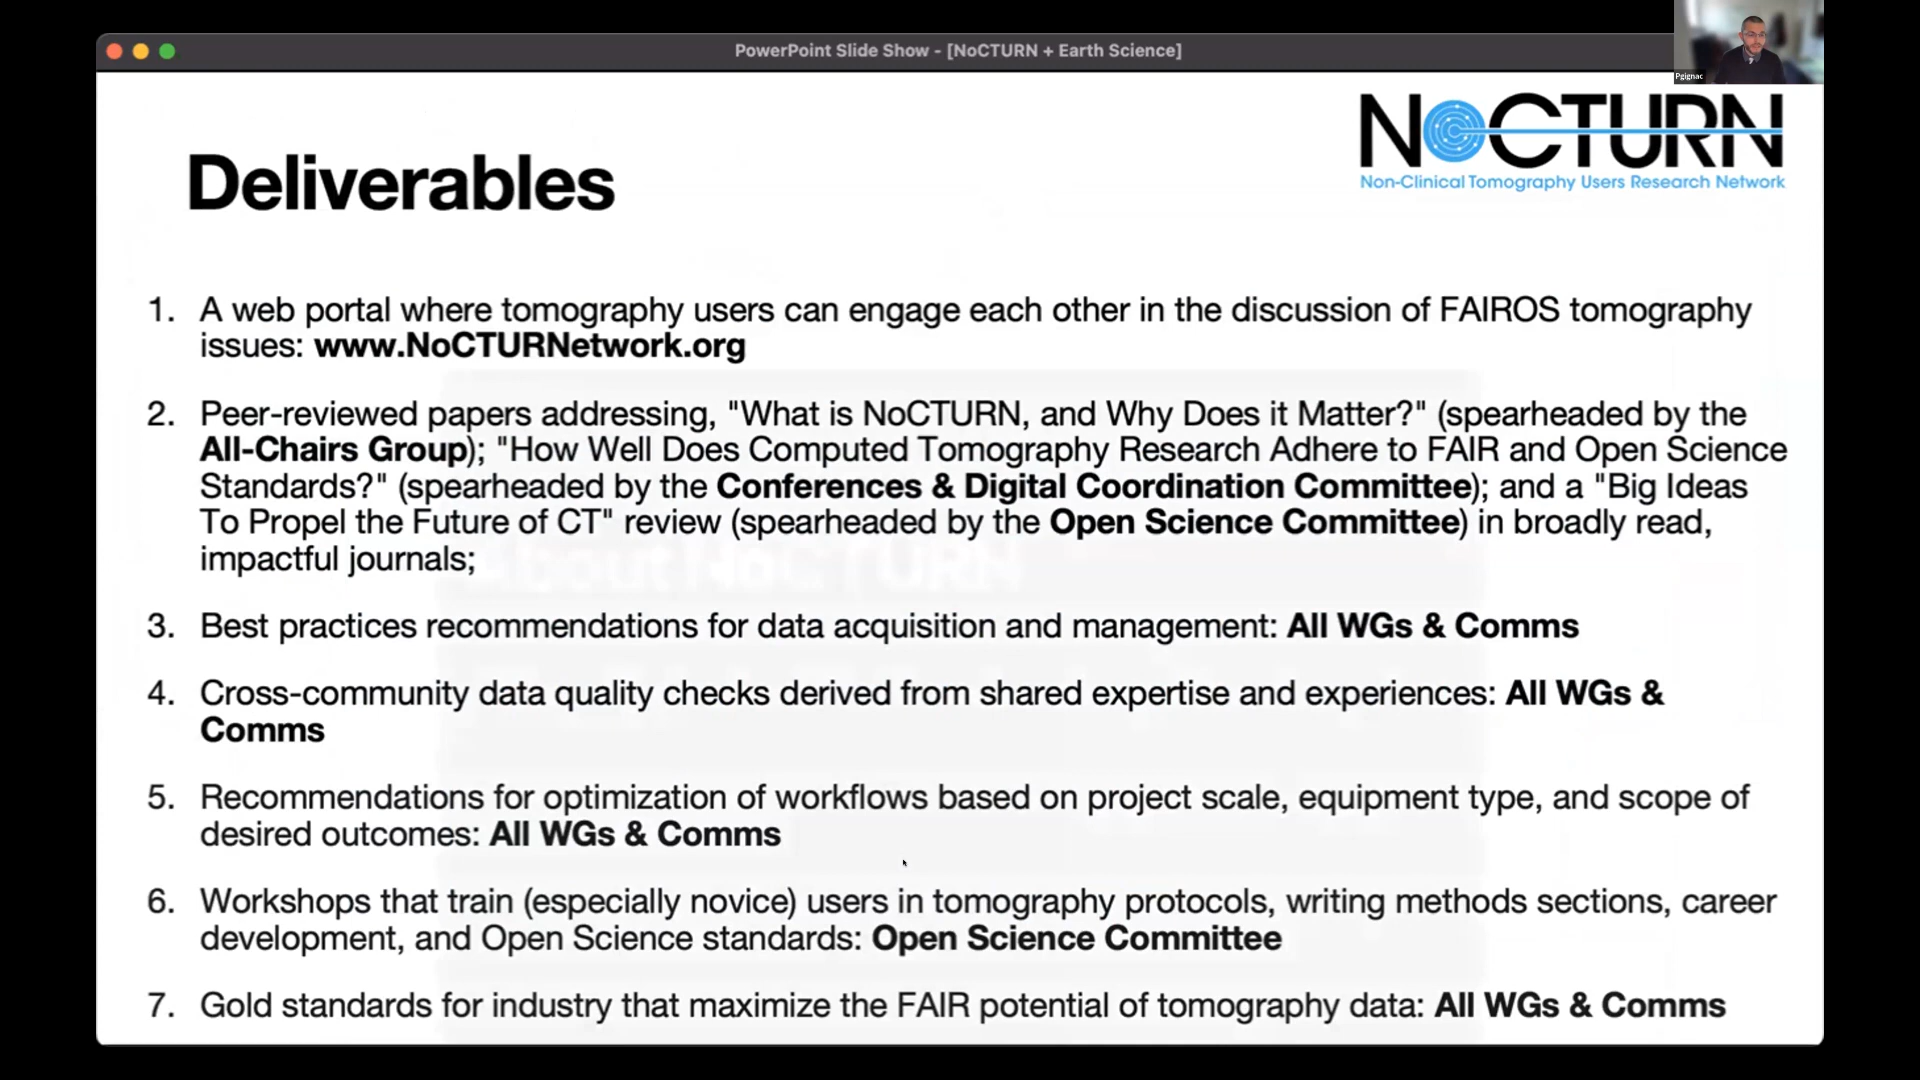 PowerPoint Slide Show - [NoCTURN + Earth Science]
Pgignac
NoCTURN
Non-Clinical Tomography Users Research Network
Deliverables
1. A web portal where tomography users can engage each other in the discussion of FAIROS tomography
issues: www.NoCTURNetwork.org
2. Peer-reviewed papers addressing, "What is NoCTURN, and Why Does it Matter?" (spearheaded by the
All-Chairs Group); "How Well Does Computed Tomography Research Adhere to FAIR and Open Science
Standards?" (spearheaded by the Conferences & Digital Coordination Committee); and a "Big Ideas
To Propel the Future of CT" review (spearheaded by the Open Science Committee) in broadly read,
impactful journals;
About NoCTURN
3. Best practices recommendations for data acquisition and management: All WGs & Comms
4. Cross-community data quality checks derived from shared expertise and experiences: All WGs &
Comms
5. Recommendations for optimization of workflows based on project scale, equipment type, and scope of
desired outcomes: All WGs & Comms
6. Workshops that train (especially novice) users in tomography protocols, writing methods sections, career
development, and Open Science standards: Open Science Committee
7. Gold standards for industry that maximize the FAIR potential of tomography data: All WGs & Comms